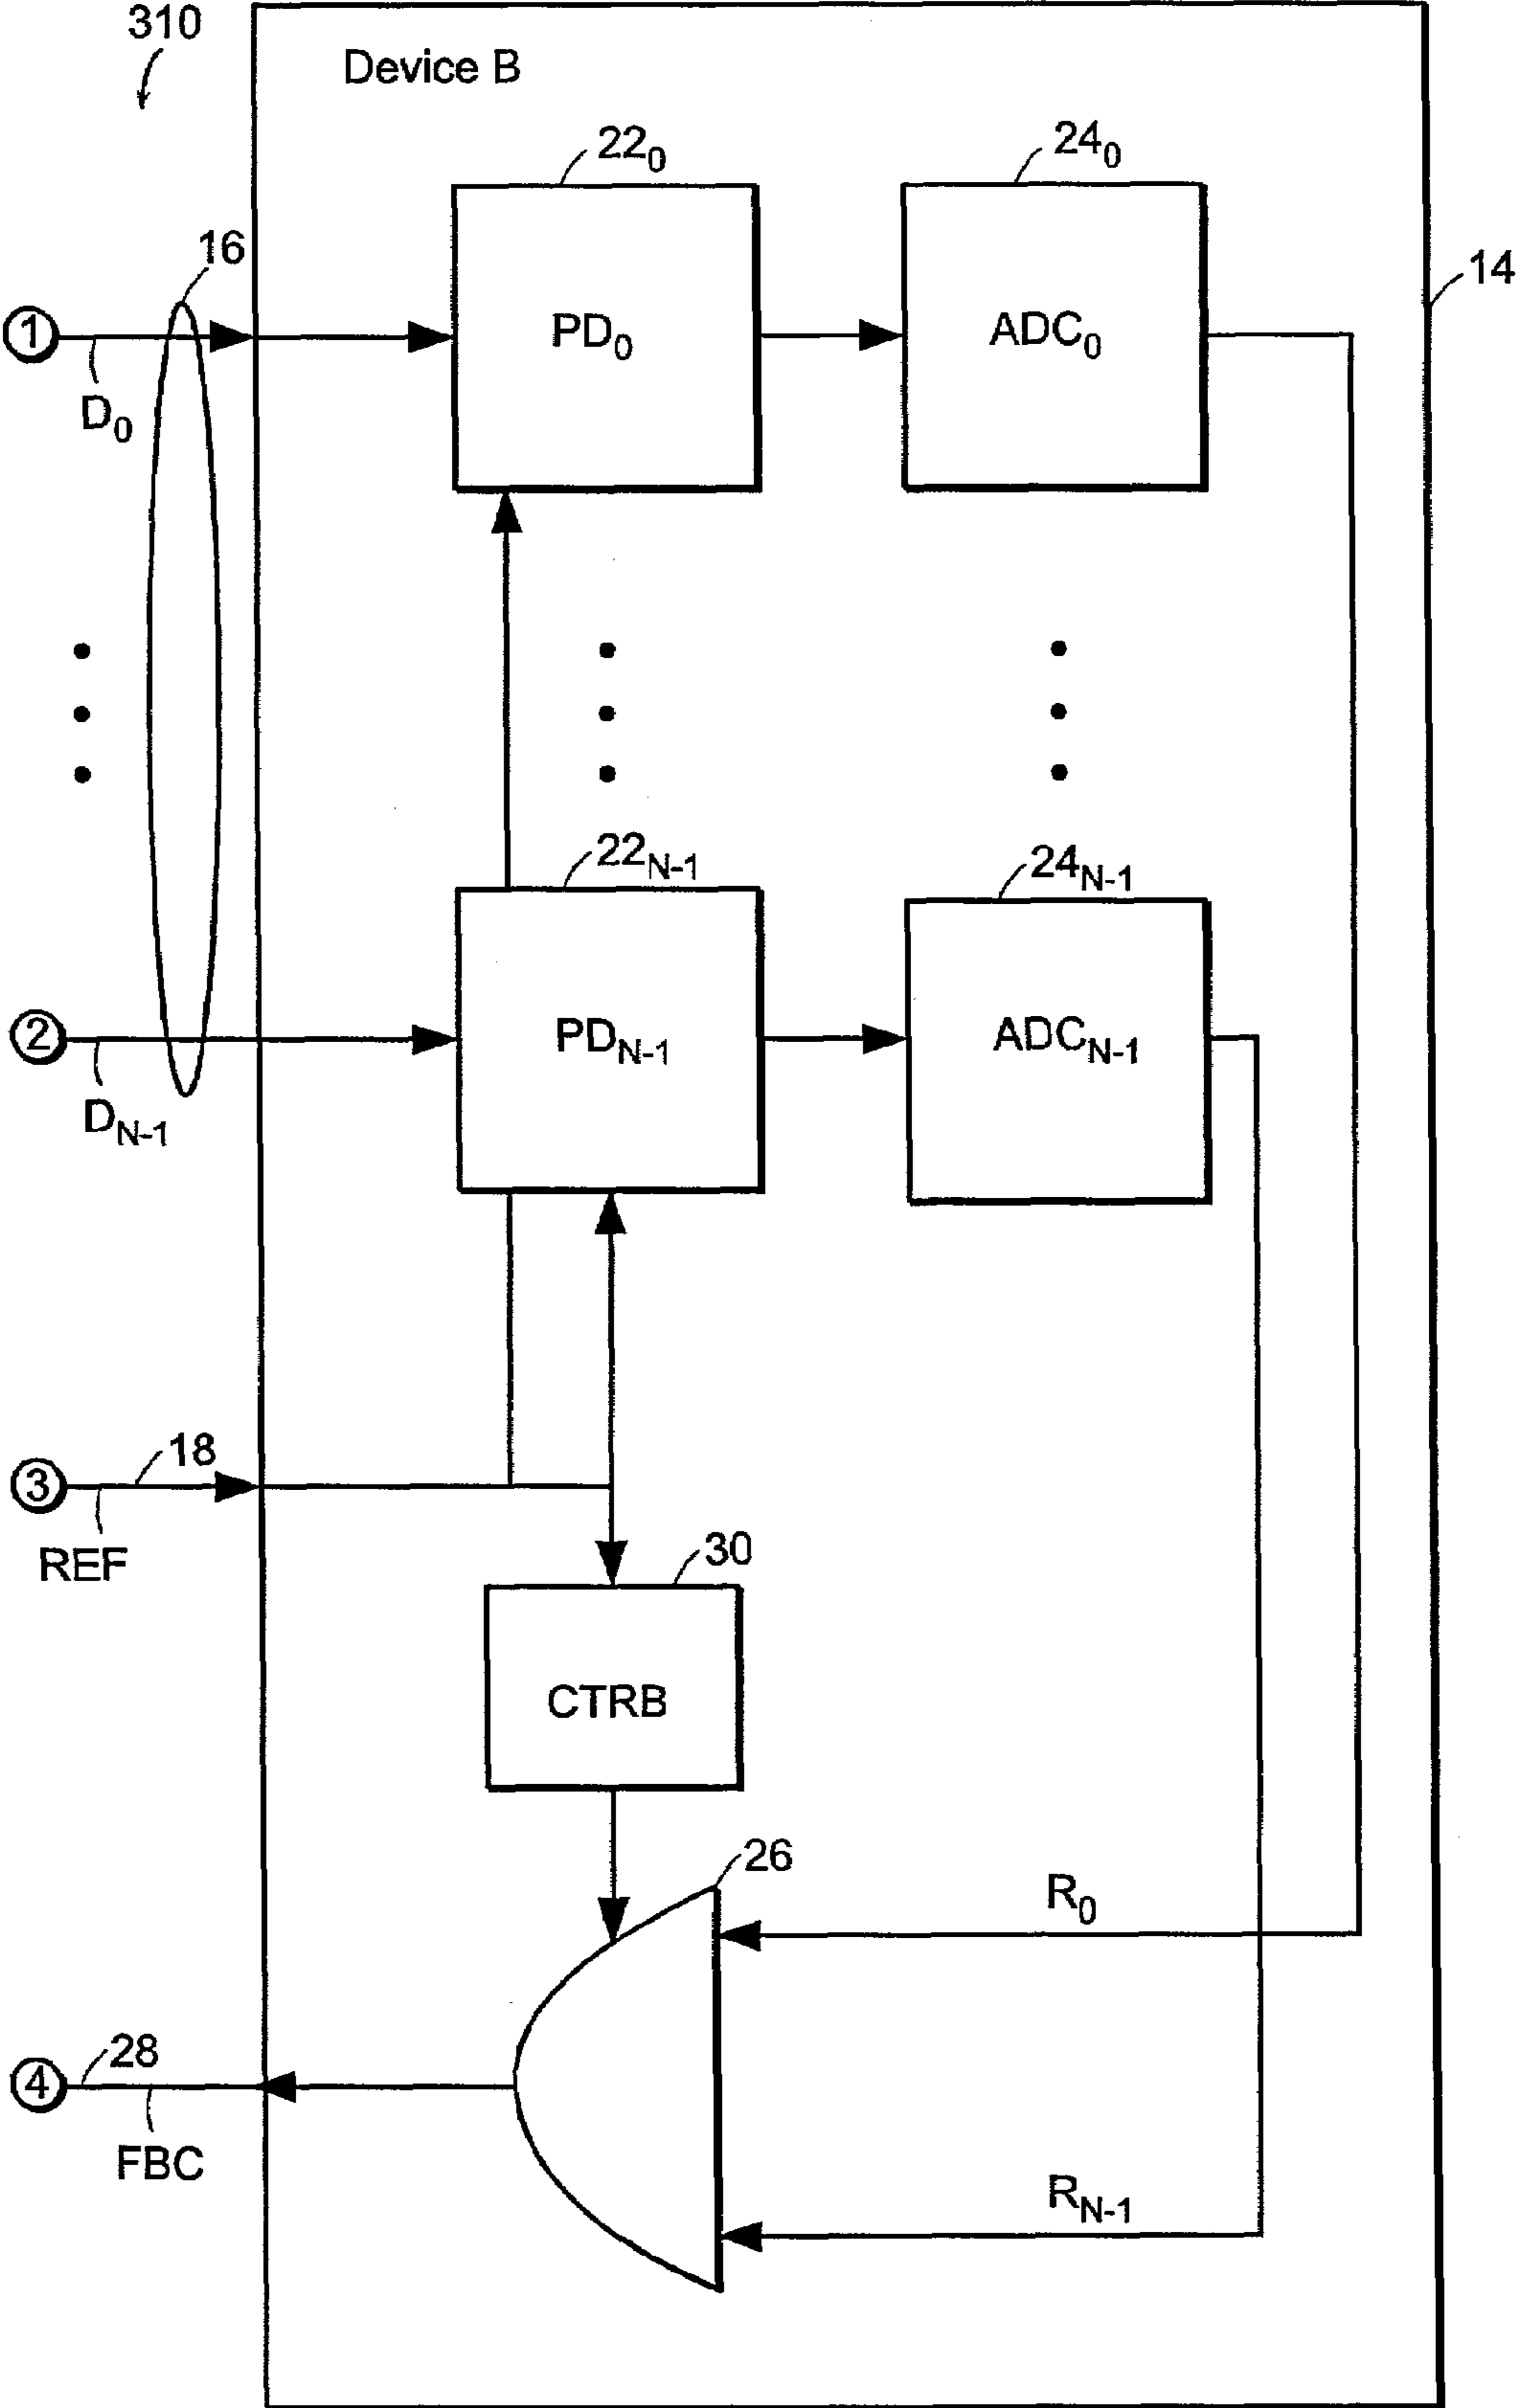 310
Device B
22₀
24₀
16
14
1
PD₀
ADC₀
D₀
22N-1
24N-1
2
PDN-1
ADCN-1
DN-1
18
3
REF
30
CTRB
26
R₀
28
4
FBC
RN-1